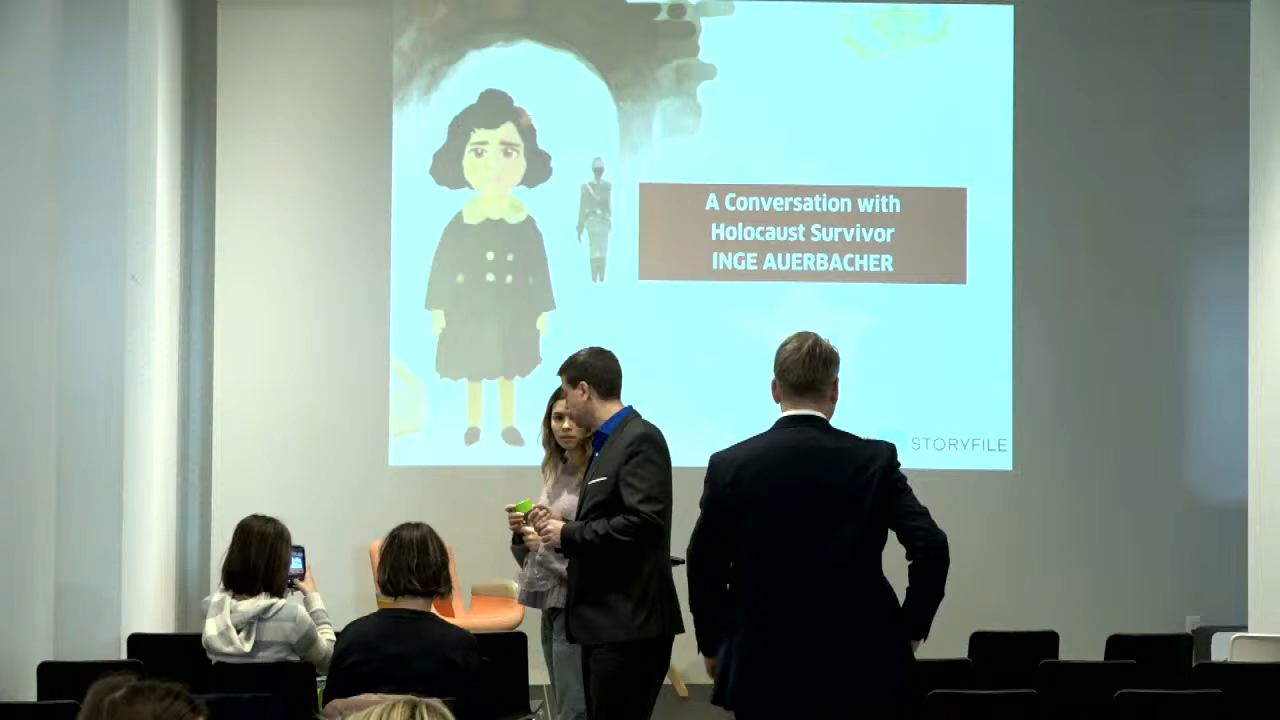 A Conversation with
Holocaust Survivor
INGE AUERBACHER
STORYFILE